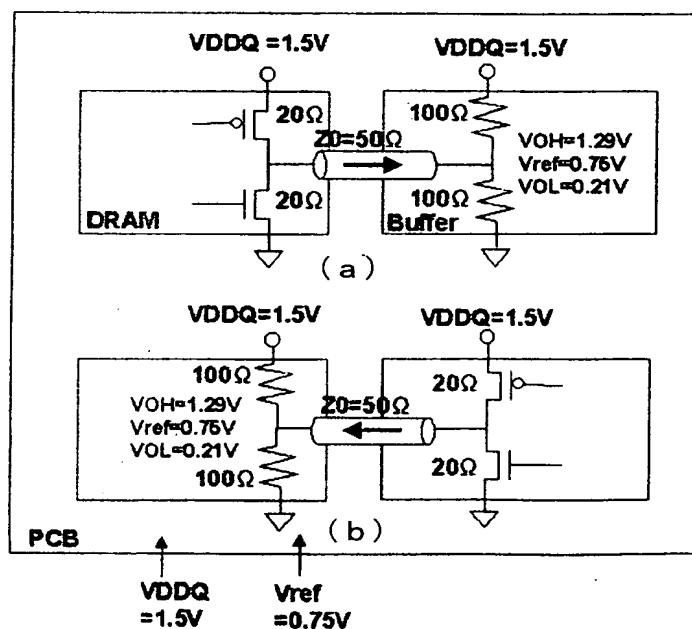 VDDQ =1.5V
VDDQ=1.5V
20Ω
Z0=50Ω
100Ω
VOH=1.29V
Vref=0.75V
VOL=0.21V
20Ω
100Ω
DRAM
Buffer
(a)
VDDQ=1.5V
VDDQ=1.5V
100Ω
VOH=1.29V
Vref=0.75V
VOL=0.21V
100Ω
Z0=50Ω
20Ω
20Ω
(b)
PCB
VDDQ
=1.5V
Vref
=0.75V